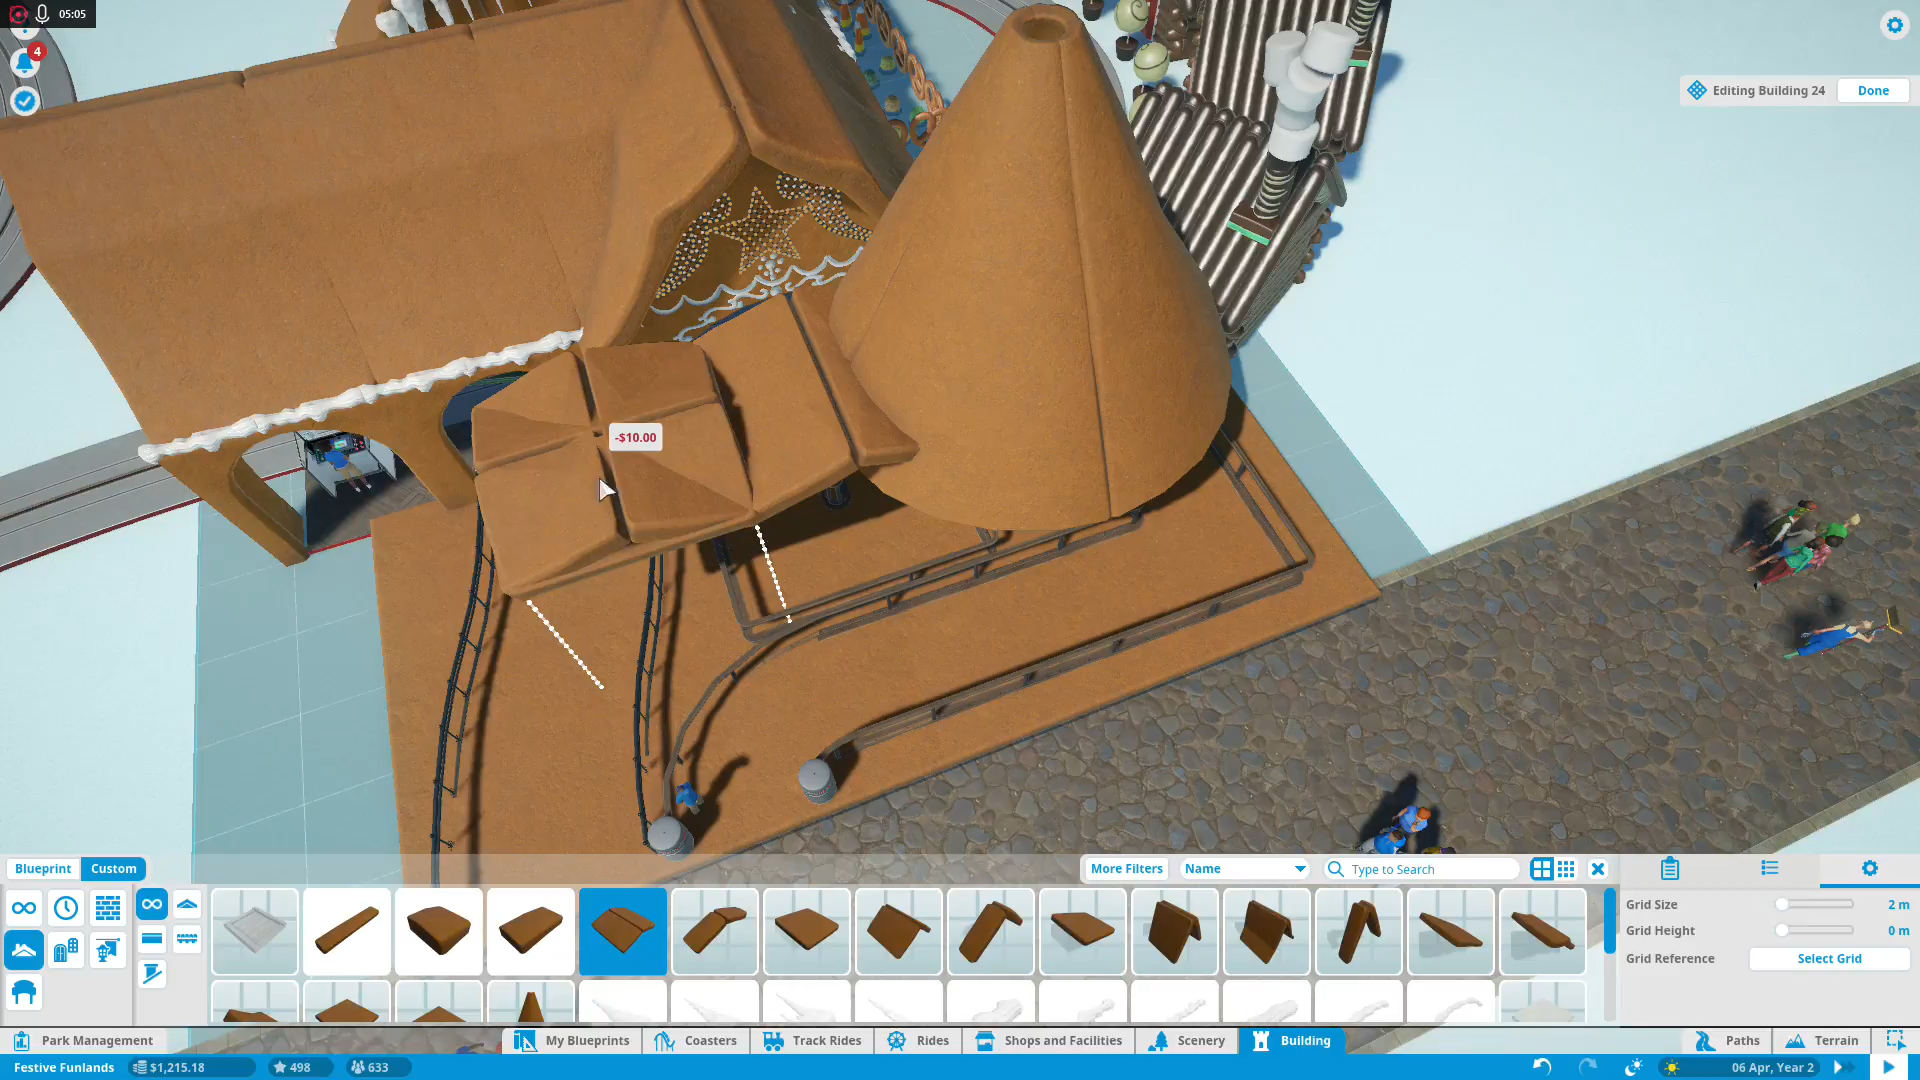 05:05
4
Editing Building 24
Done
-$10.00
Blueprint
Custom
More Filters
Name
Type to Search
Grid Size
2 m
Grid Height
0 m
Grid Reference
Select Grid
Park Management
My Blueprints
Coasters
Track Rides
Rides
Shops and Facilities
Scenery
Building
Paths
Terrain
Festive Funlands
$1,215.18
498
633
06 Apr, Year 2